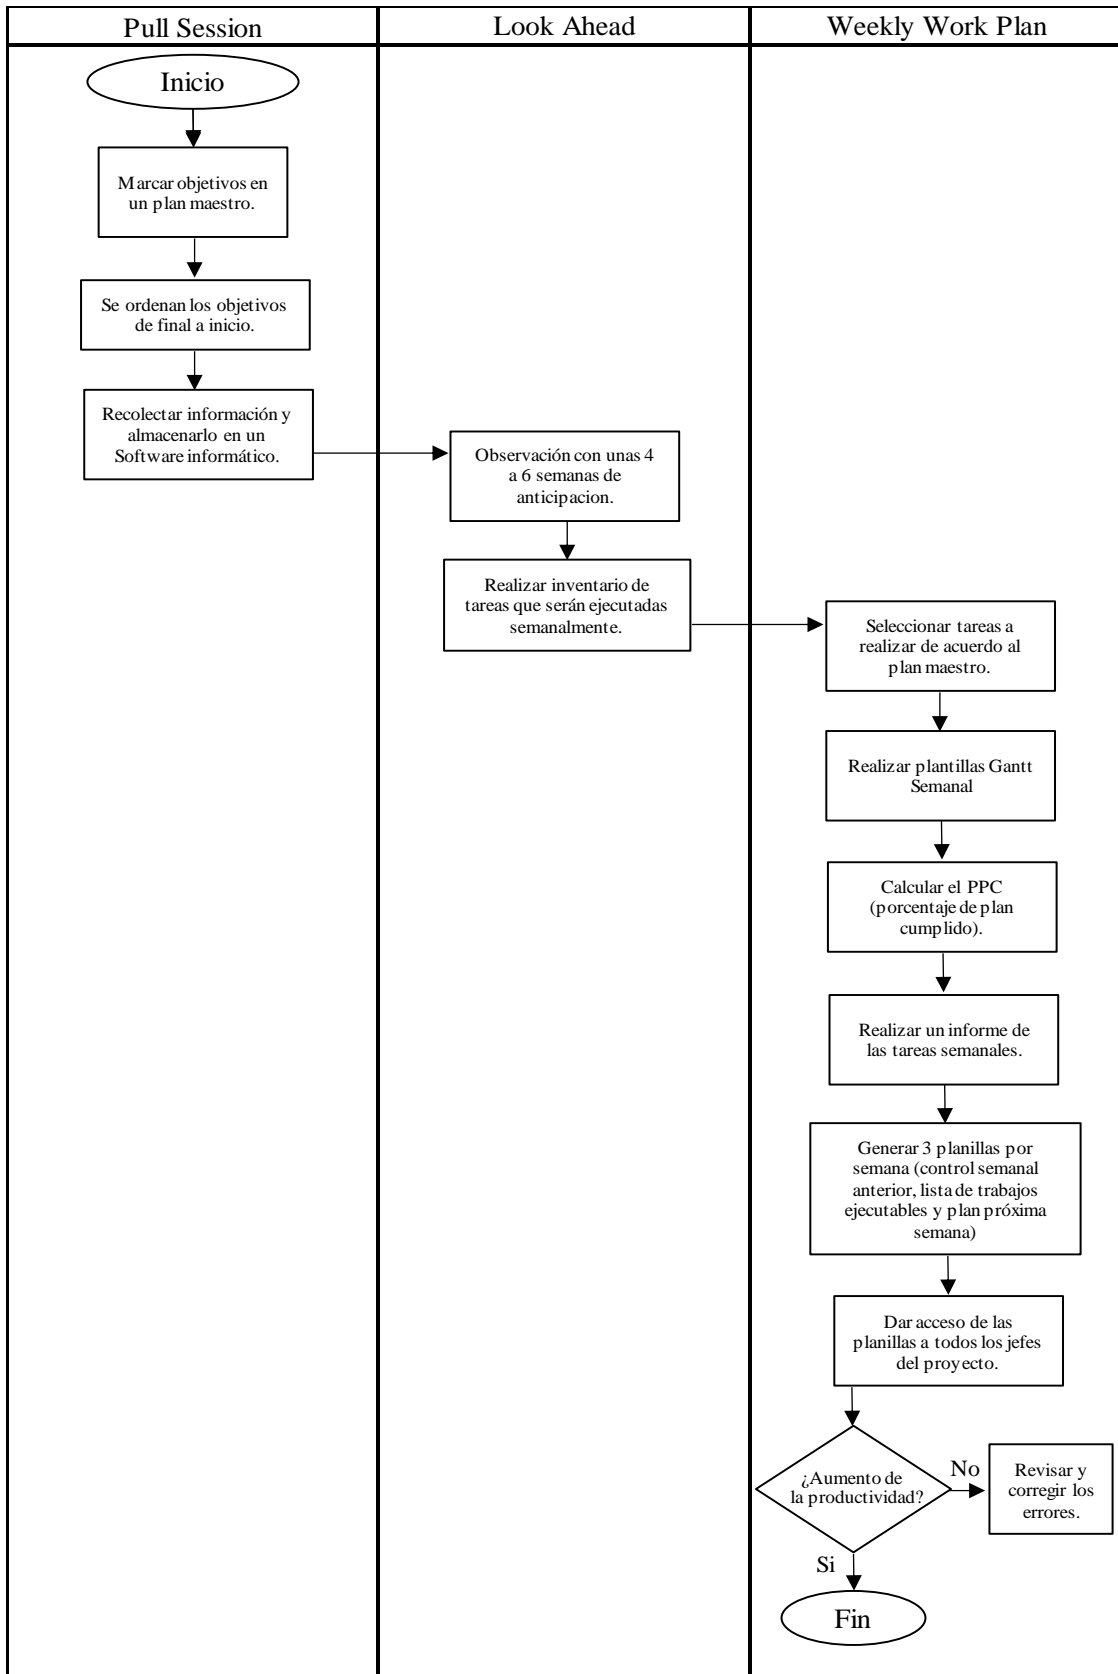 Pull Session
Look Ahead
Weekly Work Plan
Inicio
Marcar objetivos en
un plan maestro.
Se ordenan los objetivos
de final a inicio.
Recolectar información y
almacenarlo en un
Software informático.
Observación con unas 4
a 6 semanas de
anticipacion.
Realizar inventario de
tareas que serán ejecutadas
semanalmente.
Seleccionar tareas a
realizar de acuerdo al
plan maestro.
Realizar plantillas Gantt
Semanal
Calcular el PPC
(porcentaje de plan
cumplido).
Realizar un informe de
las tareas semanales.
Generar 3 planillas por
semana (control semanal
anterior, lista de trabajos
ejecutables y plan próxima
semana)
Dar acceso de las
planillas a todos los jefes
del proyecto.
¿Aumento de
la productividad?
No
Revisar y
corregir los
errores.
Si
Fin